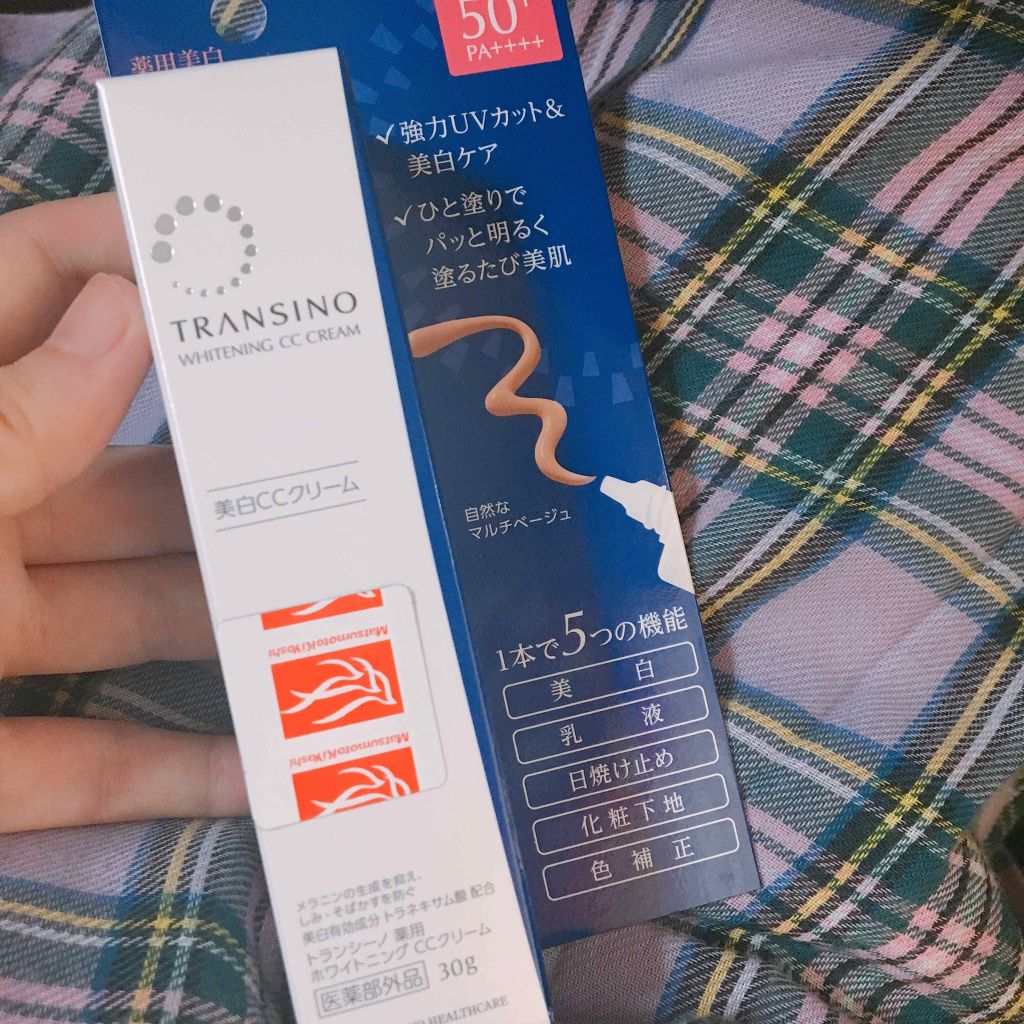 薬用美白
50+
PA++++
✓強力UVカット&
美白ケア
✓ひと塗りで
パッと明るく
塗るたび美肌
自然な
マルチベージュ
1本で5つの機能
美白
乳液
日焼け止め
化粧下地
色補正
TRANSINO
WHITENING CC CREAM
美白CCクリーム
MatsumotoKiYoshi
MatsumotoKiYoshi
メラニンの生成を抑え、
しみ・そばかすを防ぐ
美白有効成分 トラネキサム酸 配合
トランシーノ 薬用
ホワイトニング CCクリーム
医薬部外品 30g
HEALTHCARE